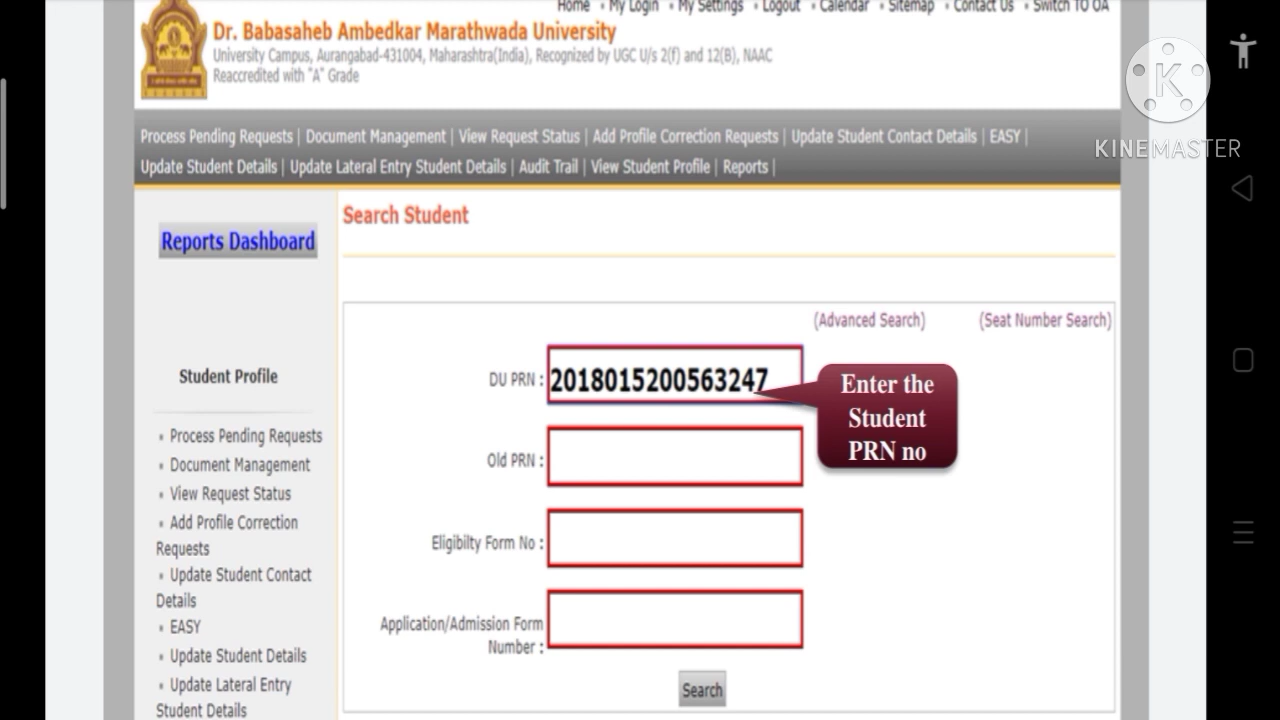 Home • My Login • My Settings • Logout • Calendar • Sitemap • Contact Us • Switch TO OA
Dr. Babasaheb Ambedkar Marathwada University
University Campus, Aurangabad-431004, Maharashtra(India), Recognized by UGC U/s 2(f) and 12(B), NAAC
Reaccredited with "A" Grade
K
KINEMASTER
Process Pending Requests | Document Management | View Request Status | Add Profile Correction Requests | Update Student Contact Details | EASY |
Update Student Details | Update Lateral Entry Student Details | Audit Trail | View Student Profile | Reports |
Reports Dashboard
Student Profile
▪ Process Pending Requests
▪ Document Management
▪ View Request Status
▪ Add Profile Correction
Requests
▪ Update Student Contact
Details
▪ EASY
▪ Update Student Details
▪ Update Lateral Entry
Student Details
Search Student
(Advanced Search) (Seat Number Search)
DU PRN : 2018015200563247
Enter the
Student
PRN no
Old PRN :
Eligibilty Form No :
Application/Admission Form
Number :
Search